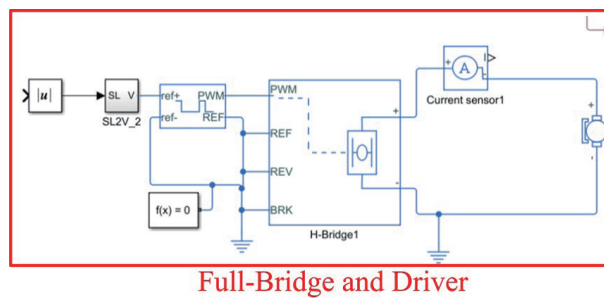 |u|
SL V
SL2V_2
ref+ PWM
ref- REF
f(x) = 0
PWM
REF
REV
BRK
+
-
H-Bridge1
+ A I
-
Current sensor1
+
-
Full-Bridge and Driver